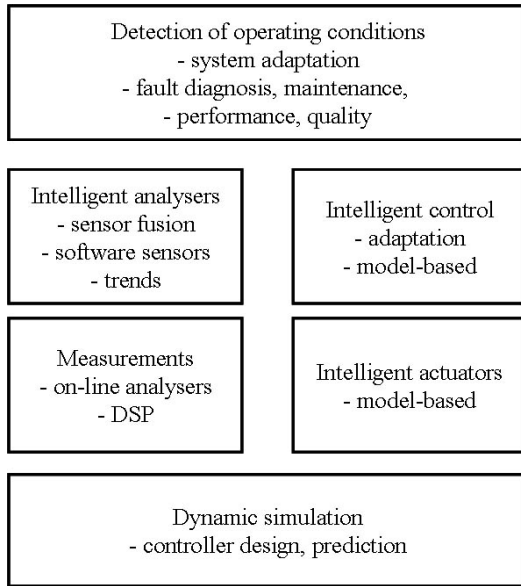 Detection of operating conditions
- system adaptation
- fault diagnosis, maintenance,
- performance, quality
Intelligent analysers
- sensor fusion
- software sensors
- trends
Intelligent control
- adaptation
- model-based
Measurements
- on-line analysers
- DSP
Intelligent actuators
- model-based
Dynamic simulation
- controller design, prediction